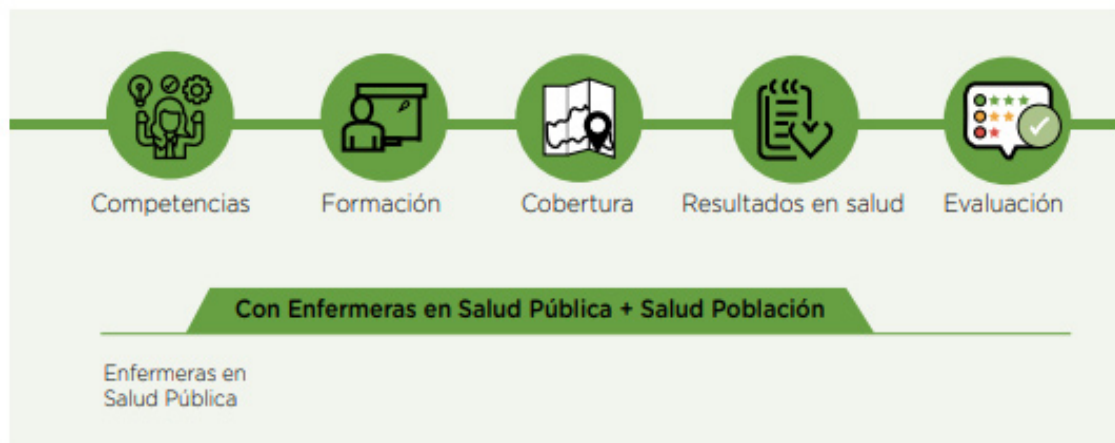 Competencias
Formación
Cobertura
Resultados en salud
Evaluación
Con Enfermeras en Salud Pública + Salud Población
Enfermeras en
Salud Pública